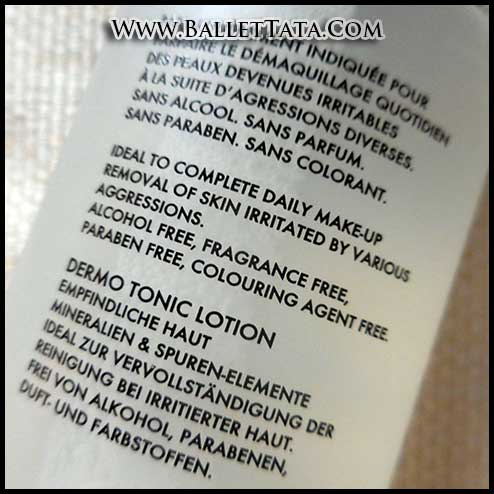 www.BalletTata.Com
INDIQUÉE POUR
PARFAIRE LE DÉMAQUILLAGE QUOTIDIEN
DES PEAUX DEVENUES IRRITABLES
À LA SUITE D'AGRESSIONS DIVERSES.
SANS ALCOOL. SANS PARFUM.
SANS PARABEN. SANS COLORANT.
IDEAL TO COMPLETE DAILY MAKE-UP
REMOVAL OF SKIN IRRITATED BY VARIOUS
AGGRESSIONS.
ALCOHOL FREE, FRAGRANCE FREE,
PARABEN FREE, COLOURING AGENT FREE.
DERMO TONIC LOTION
EMPFINDLICHE HAUT
MINERALIEN & SPUREN-ELEMENTE
IDEAL ZUR VERVOLLSTÄNDIGUNG DER
REINIGUNG BEI IRRITIERTER HAUT.
FREI VON ALKOHOL, PARABENEN,
DUFT- UND FARBSTOFFEN.